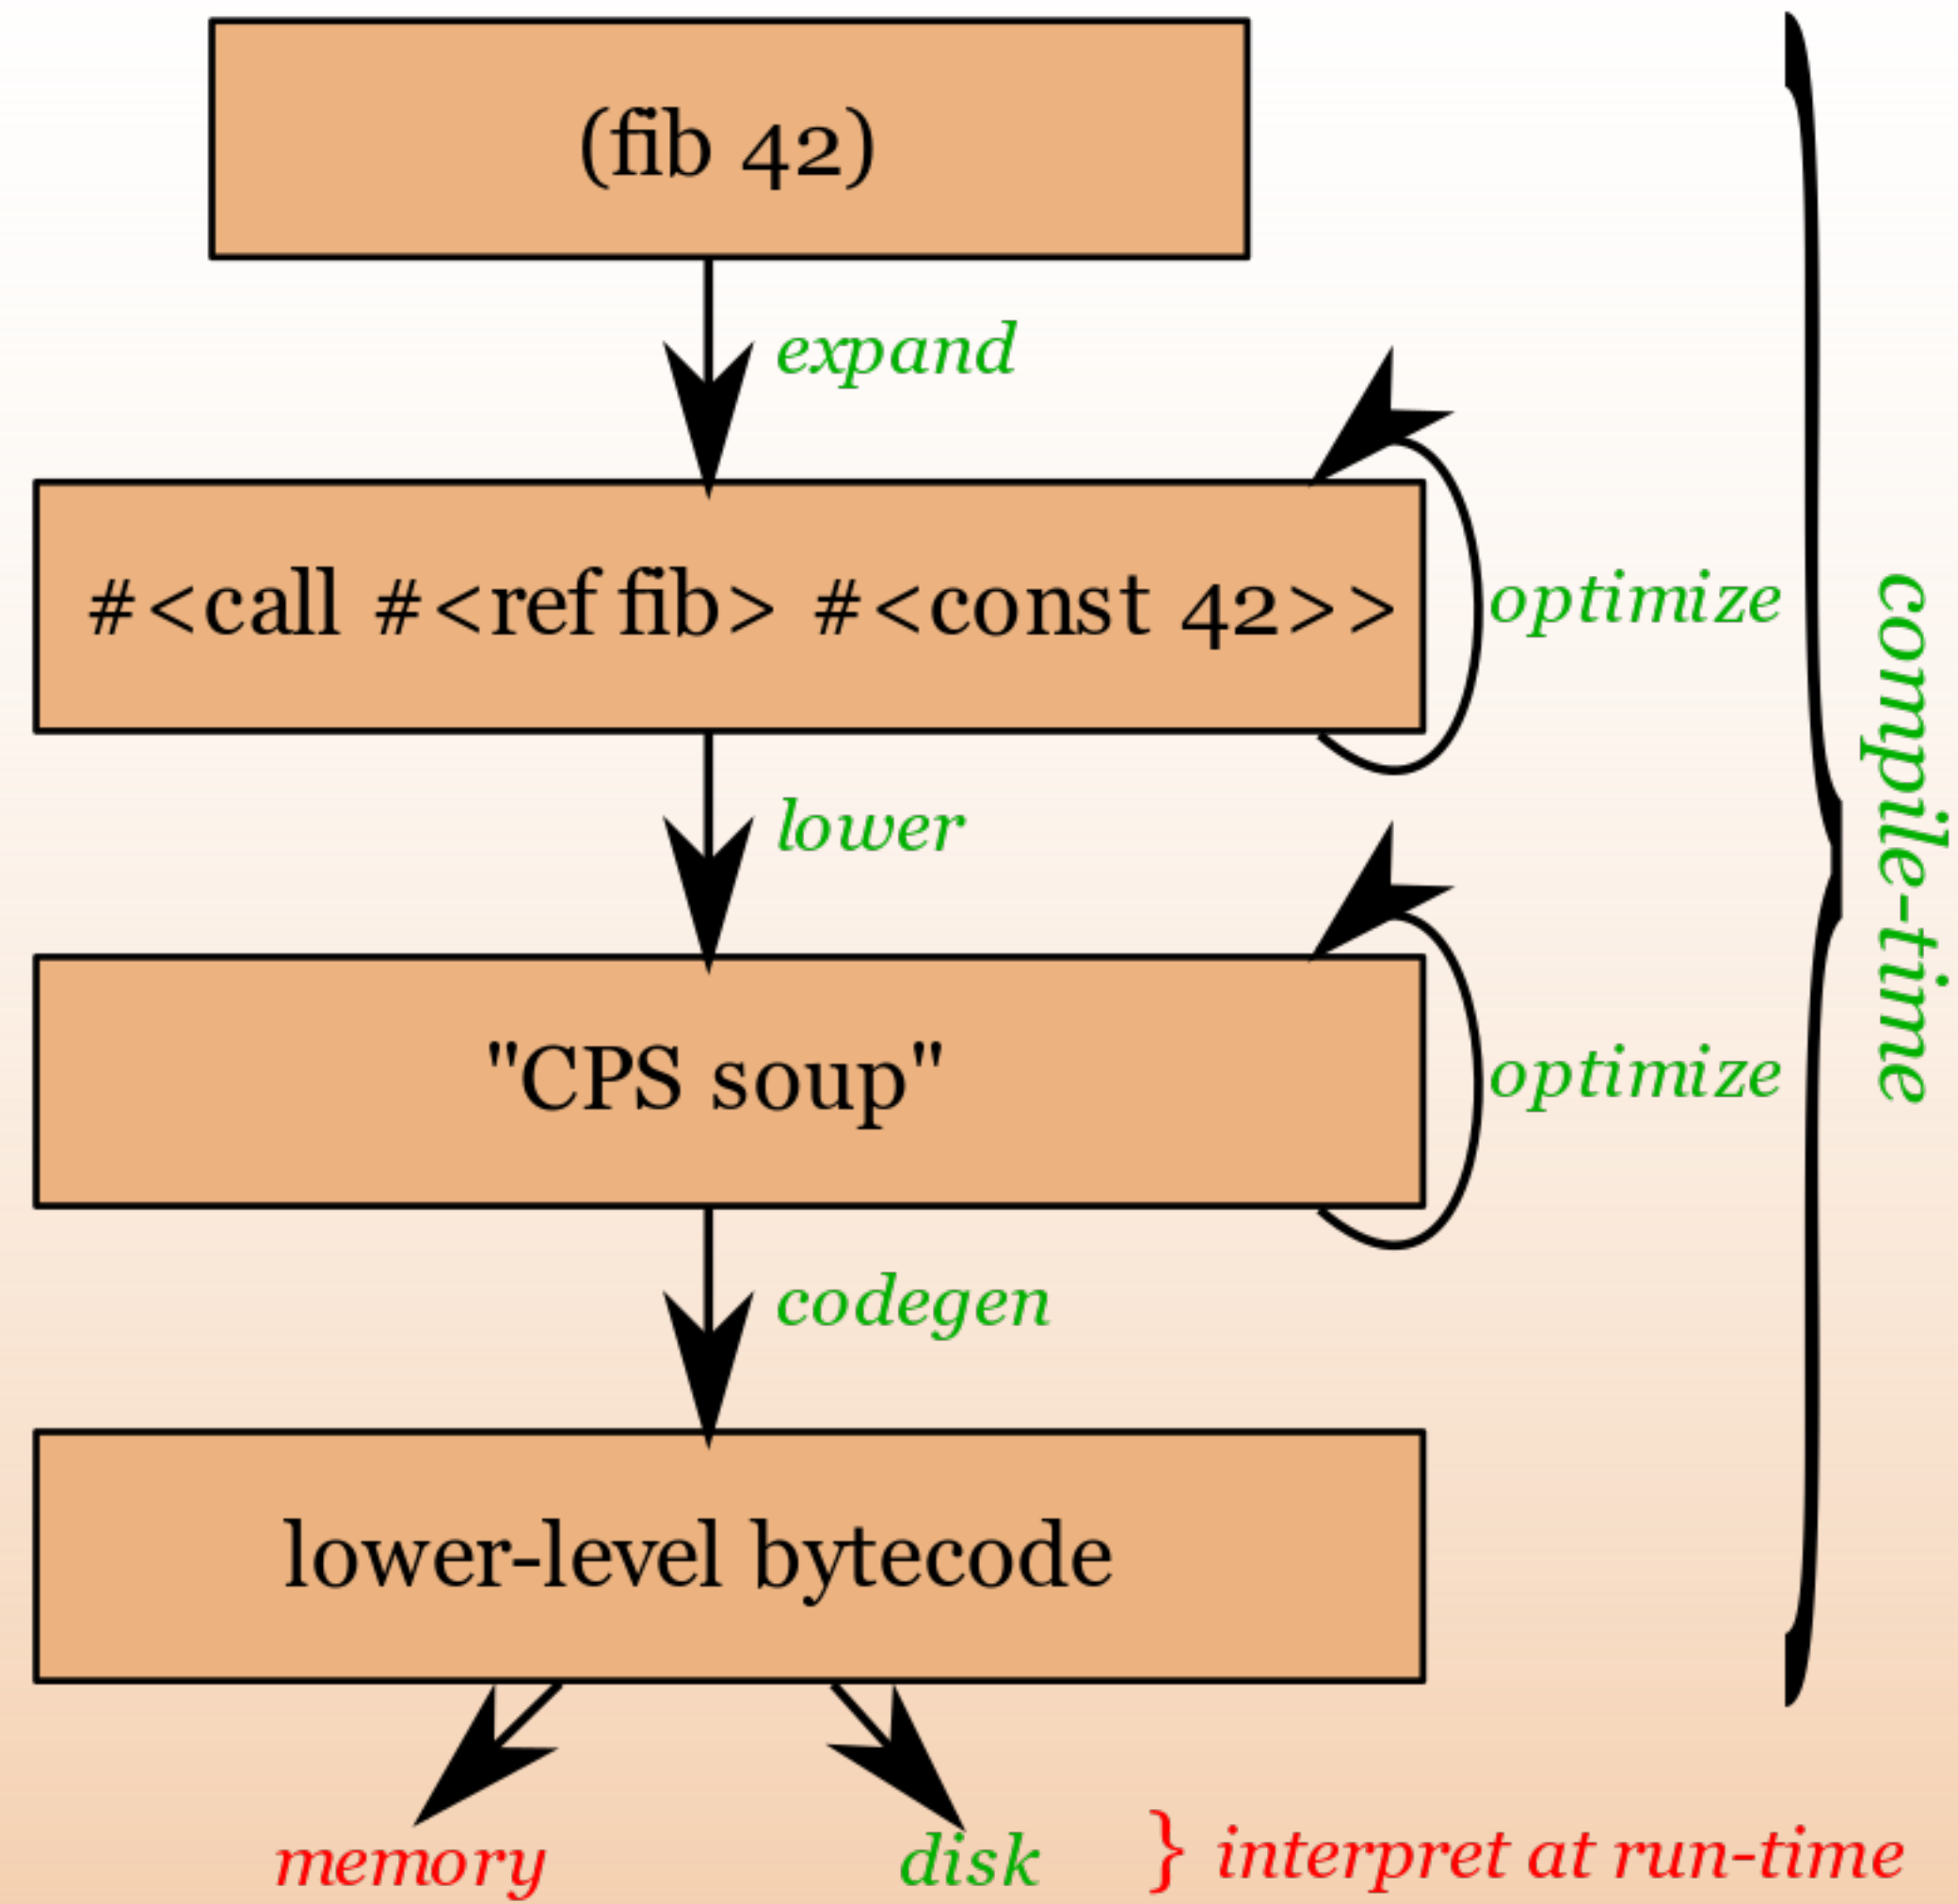 (fib 42)
expand
#<call #<ref fib> #<const 42>>
optimize
lower
"CPS soup"
optimize
codegen
lower-level bytecode
memory
disk
} interpret at run-time
compile-time